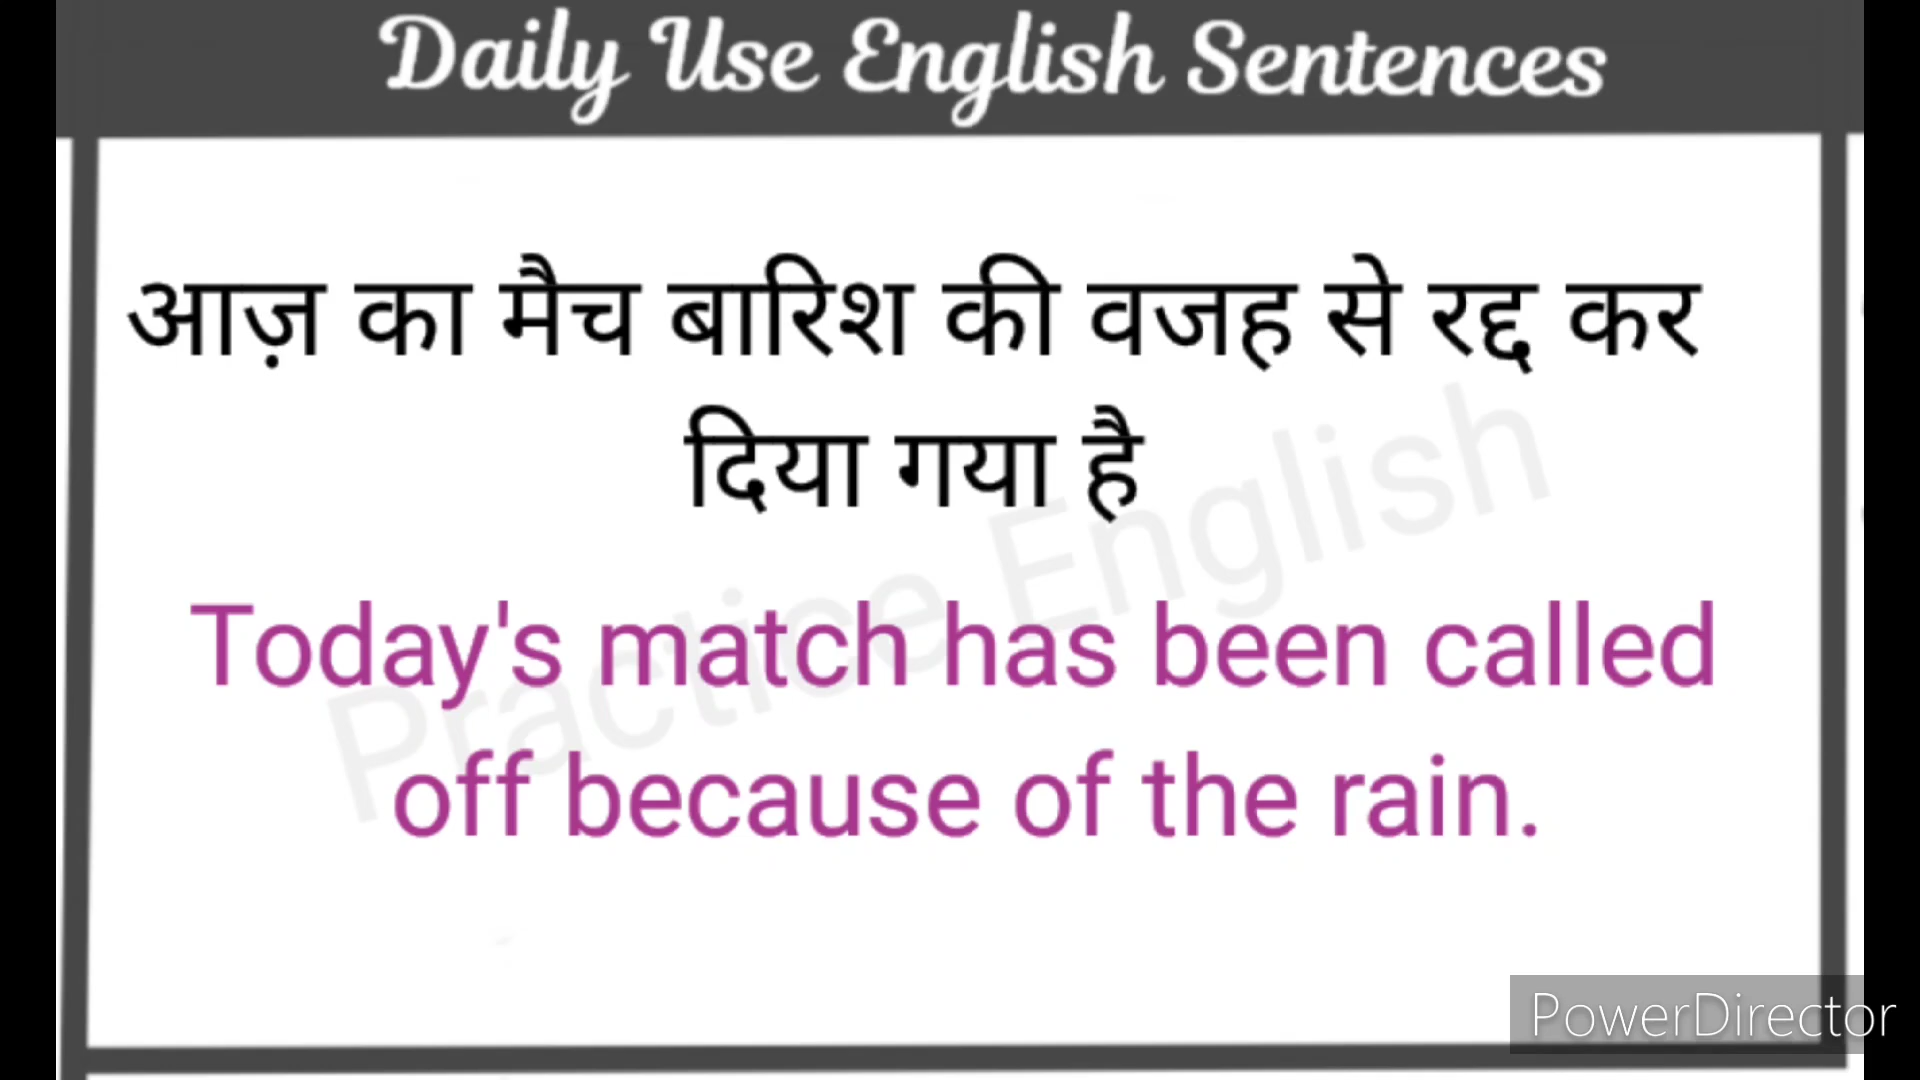 Daily Use English Sentences
आज़ का मैच बारिश की वजह से रद्द कर
दिया गया है
Today's match has been called
off because of the rain.
Practice English
PowerDirector